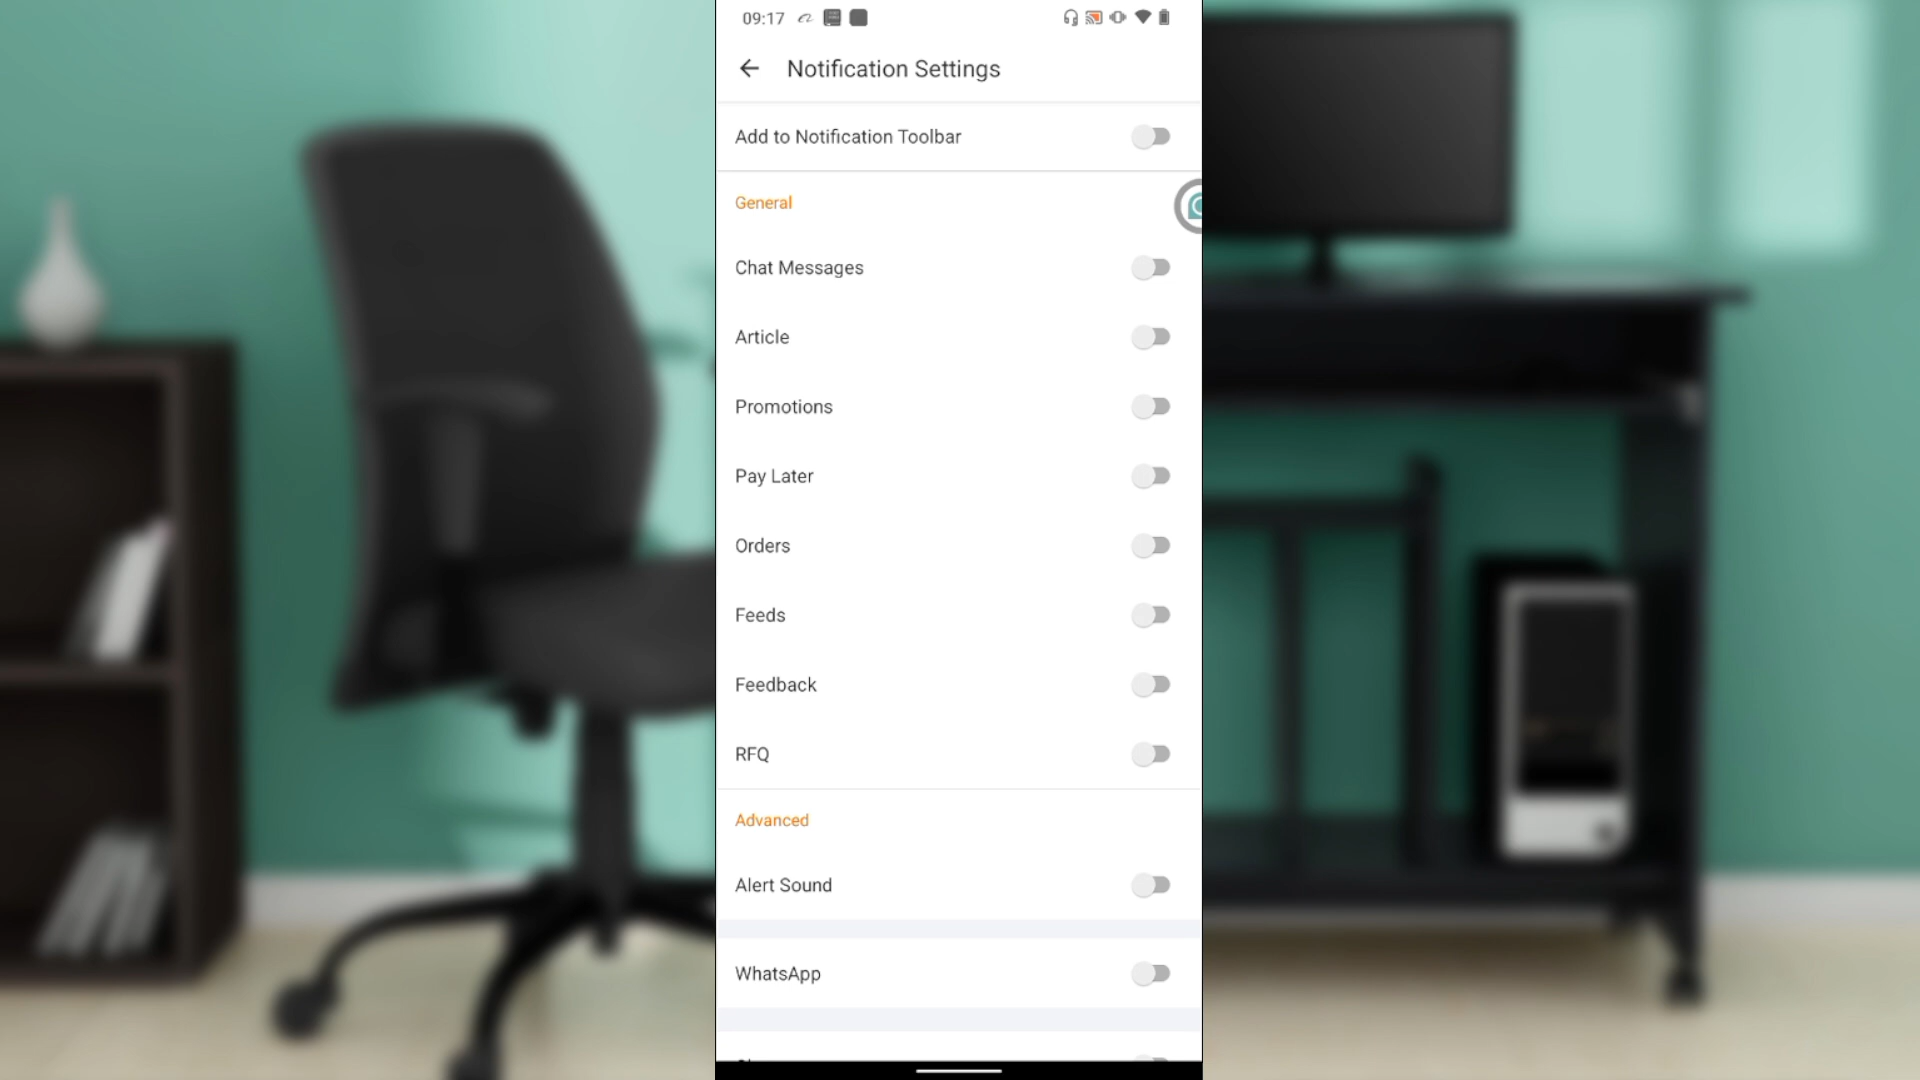 09:17
Notification Settings
Add to Notification Toolbar
General
Chat Messages
Article
Promotions
Pay Later
Orders
Feeds
Feedback
RFQ
Advanced
Alert Sound
WhatsApp